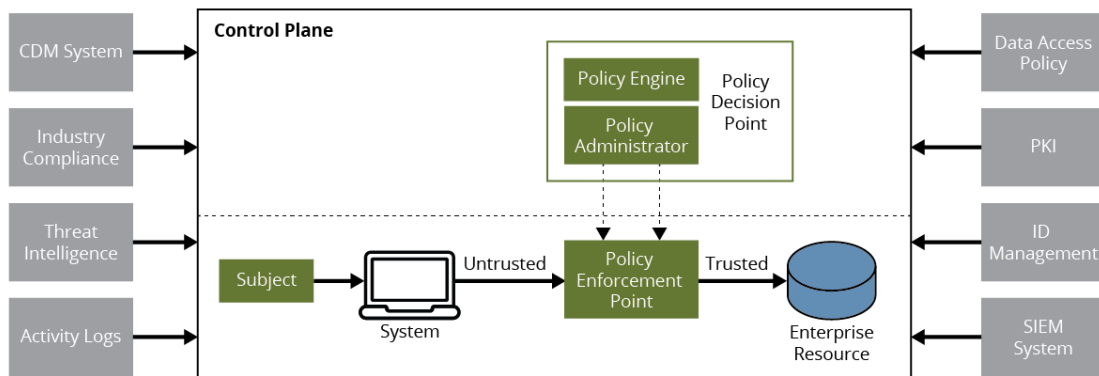 CDM System
Industry
Compliance
Threat
Intelligence
Activity Logs
Control Plane
Policy Engine
Policy
Administrator
Policy
Decision
Point
Subject
System
Untrusted
Policy
Enforcement
Point
Trusted
Enterprise
Resource
Data Access
Policy
PKI
ID
Management
SIEM
System